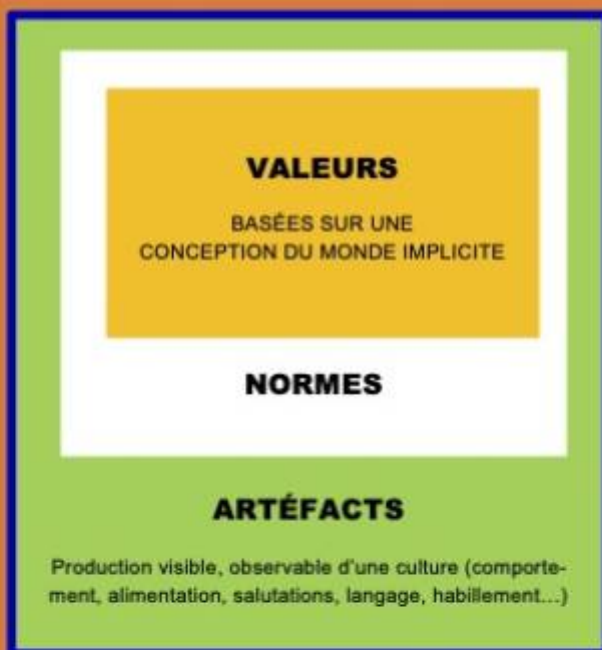 VALEURS
BASÉES SUR UNE
CONCEPTION DU MONDE IMPLICITE
NORMES
ARTÉFACTS
Production visible, observable d'une culture (comporte-
ment, alimentation, salutations, langage, habillement...)